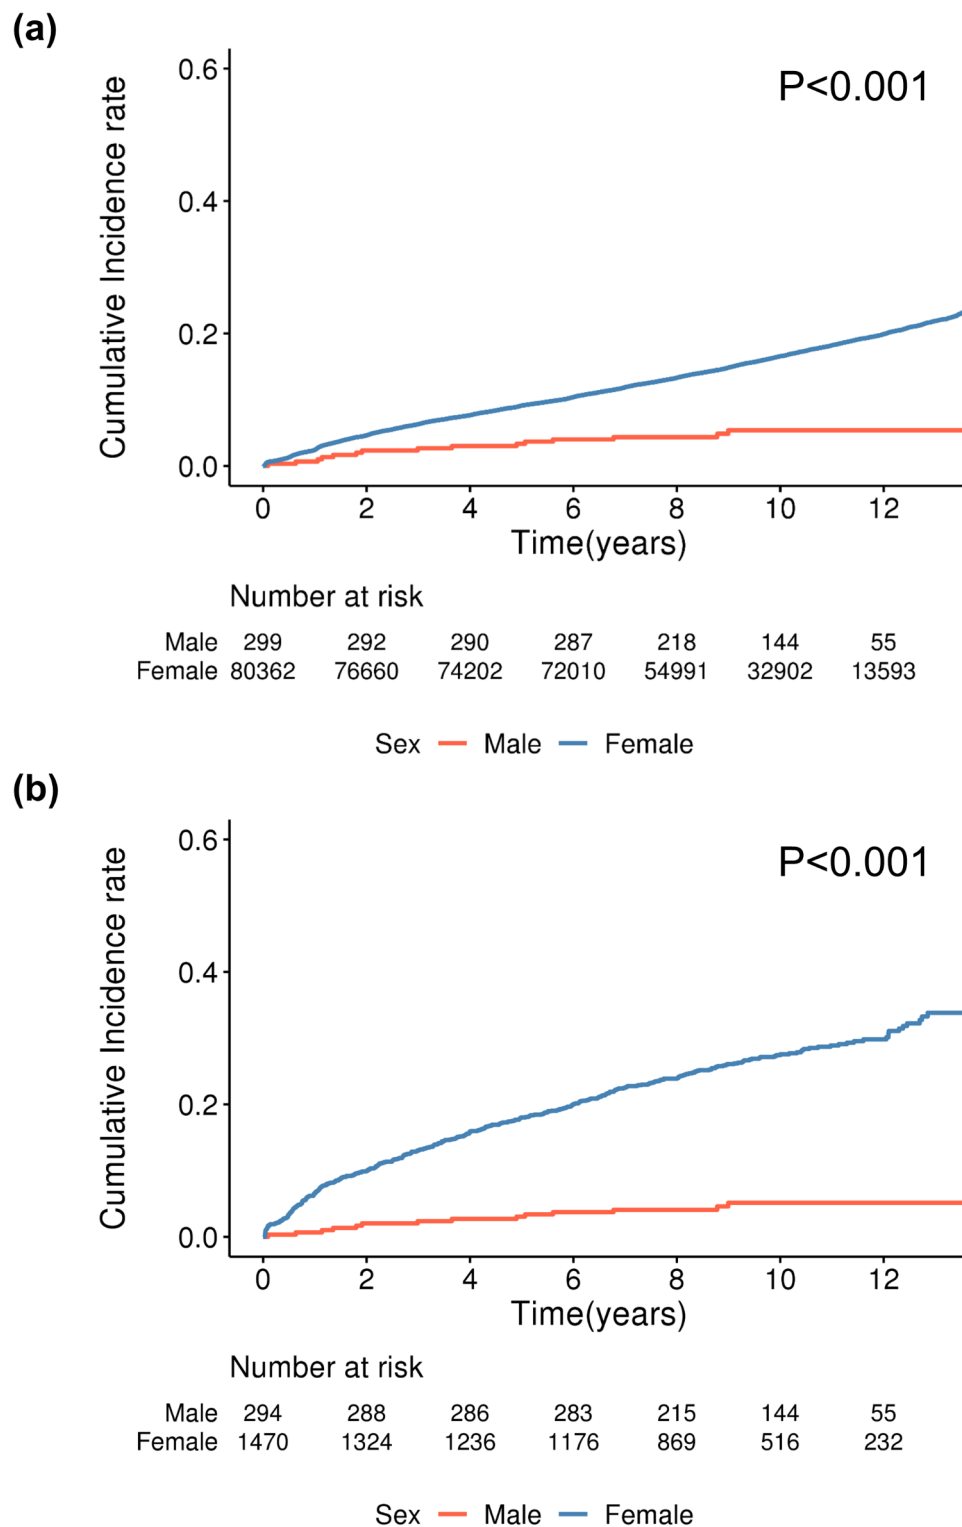 (a)
Cumulative Incidence rate
0.6
0.4
0.2
0.0
P<0.001
0 2 4 6 8 10 12
Time(years)
Number at risk
Male 299 292 290 287 218 144 55
Female 80362 76660 74202 72010 54991 32902 13593
Sex Male Female
(b)
Cumulative Incidence rate
0.6
0.4
0.2
0.0
P<0.001
0 2 4 6 8 10 12
Time(years)
Number at risk
Male 294 288 286 283 215 144 55
Female 1470 1324 1236 1176 869 516 232
Sex Male Female